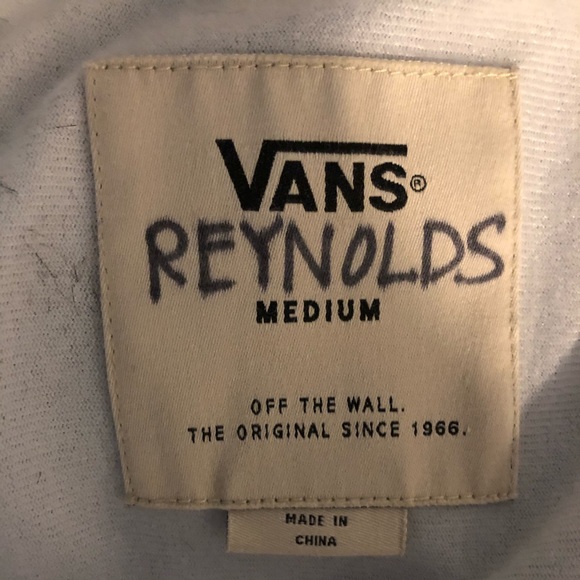 VANS®
REYNOLDS
MEDIUM
OFF THE WALL.
THE ORIGINAL SINCE 1966.
MADE IN
CHINA